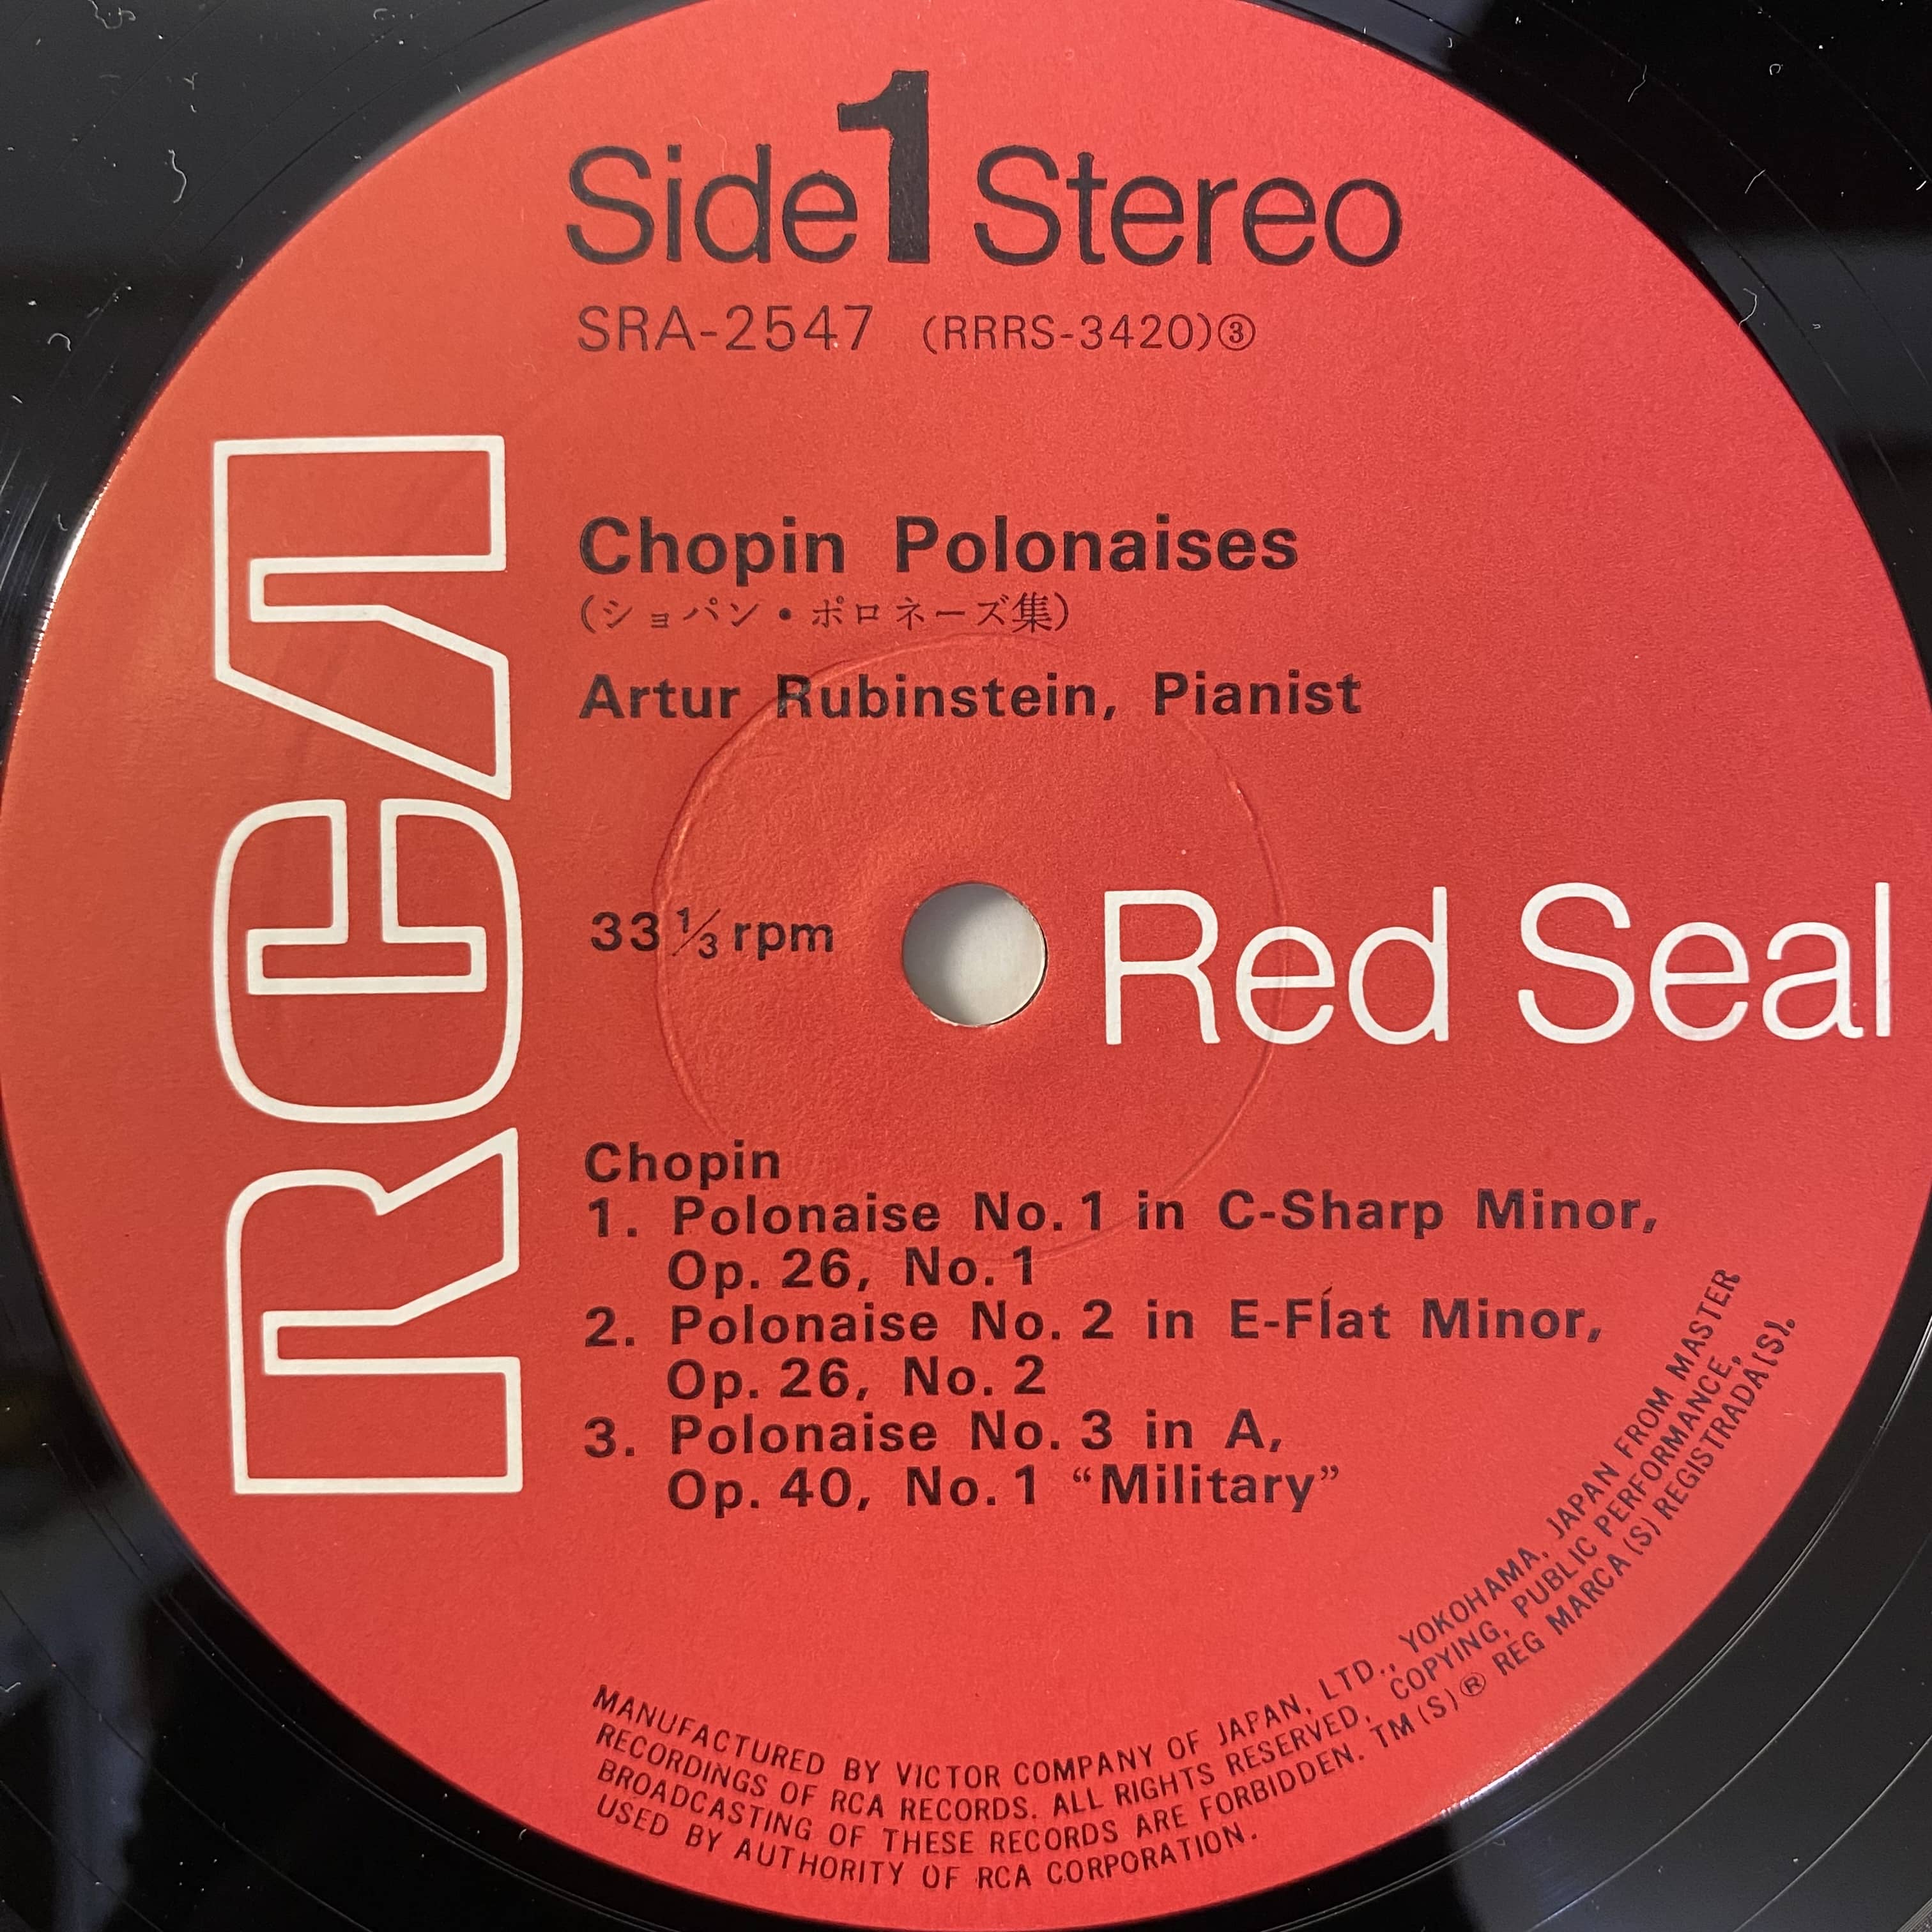 Side 1 Stereo
SRA-2547 (RRRS-3420)③
RCA
Chopin Polonaises
(ショパン・ポロネーズ集)
Artur Rubinstein, Pianist
33 1/3 rpm
Red Seal
Chopin
1. Polonaise No. 1 in C-Sharp Minor,
Op. 26, No. 1
2. Polonaise No. 2 in E-Flat Minor,
Op. 26, No. 2
3. Polonaise No. 3 in A,
Op. 40, No. 1 “Military”
MANUFACTURED BY VICTOR COMPANY OF JAPAN, LTD., YOKOHAMA, JAPAN FROM MASTER
RECORDINGS OF RCA RECORDS. ALL RIGHTS RESERVED, COPYING, PUBLIC PERFORMANCE,
BROADCASTING OF THESE RECORDS ARE FORBIDDEN. TM(S)® REG MARCA(S) REGISTRADA(S).
USED BY AUTHORITY OF RCA CORPORATION.